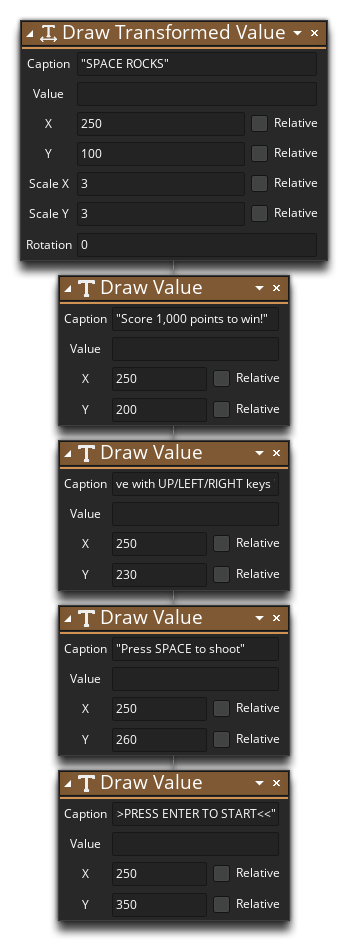 Draw Transformed Value
Caption "SPACE ROCKS"
Value
X 250 Relative
Y 100 Relative
Scale X 3 Relative
Scale Y 3 Relative
Rotation 0
Draw Value
Caption "Score 1,000 points to win!"
Value
X 250 Relative
Y 200 Relative
Draw Value
Caption ve with UP/LEFT/RIGHT keys
Value
X 250 Relative
Y 230 Relative
Draw Value
Caption "Press SPACE to shoot"
Value
X 250 Relative
Y 260 Relative
Draw Value
Caption >PRESS ENTER TO START<<"
Value
X 250 Relative
Y 350 Relative